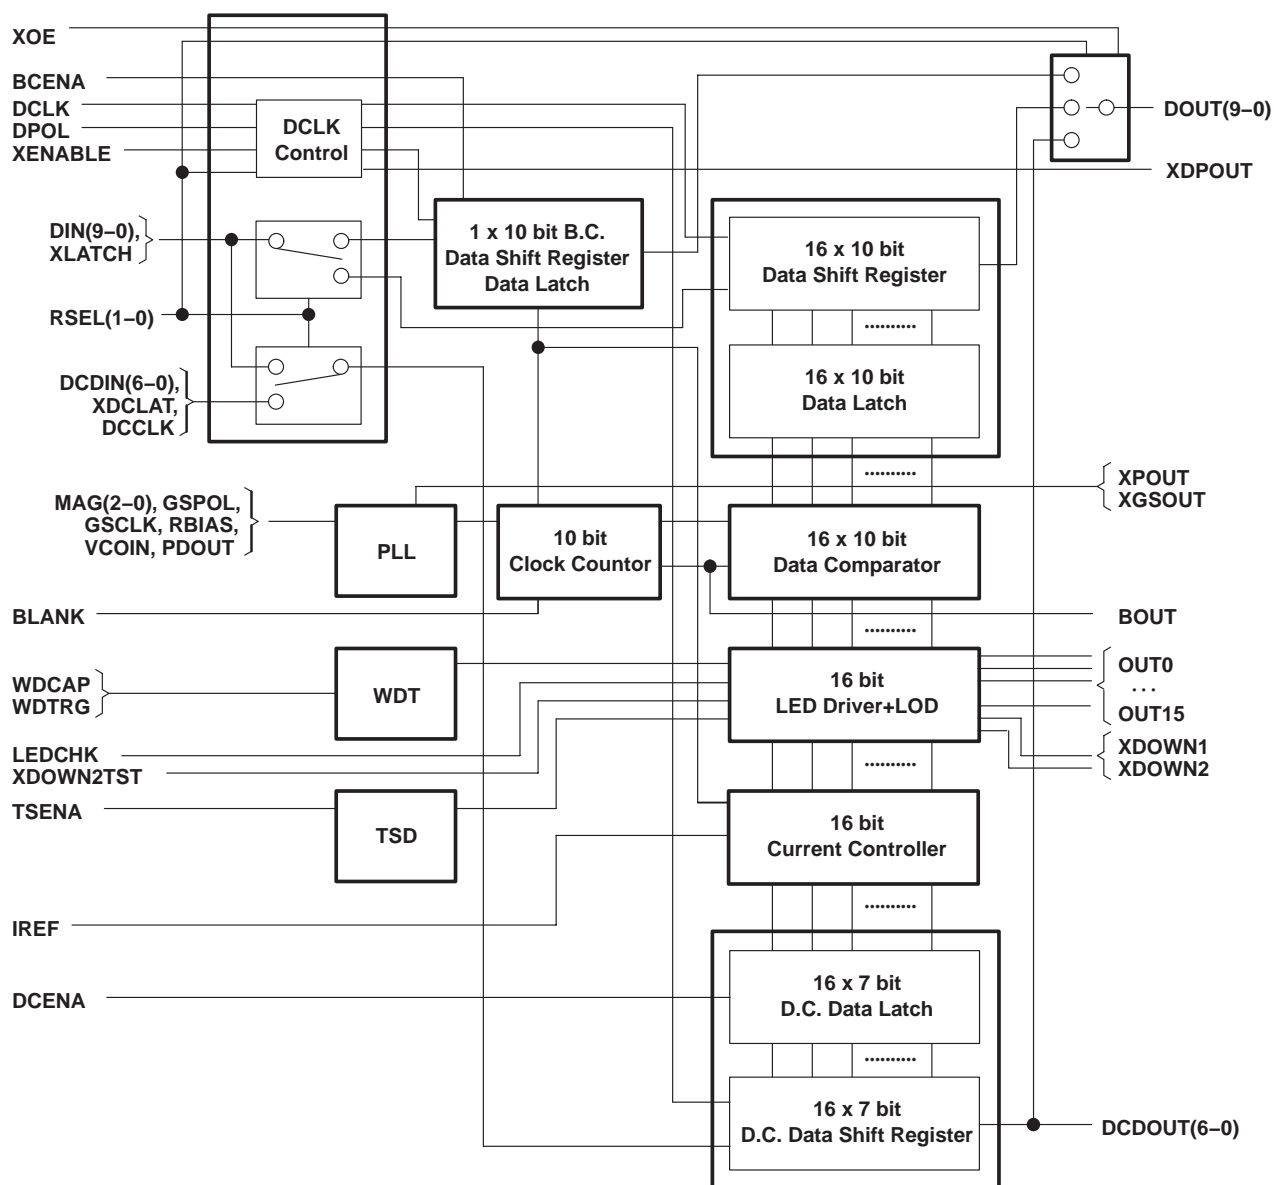 XOE
BCENA
DCLK
DPOL
XENABLE
DCLK
Control
DOUT(9–0)
XDPOUT
DIN(9–0),
XLATCH
1 x 10 bit B.C.
Data Shift Register
Data Latch
16 x 10 bit
Data Shift Register
RSEL(1–0)
..........
DCDIN(6–0),
XDCLAT,
DCCLK
16 x 10 bit
Data Latch
..........
MAG(2–0), GSPOL,
GSCLK, RBIAS,
VCOIN, PDOUT
PLL
10 bit
Clock Countor
16 x 10 bit
Data Comparator
XPOUT
XGSOUT
BLANK
..........
BOUT
WDCAP
WDTRG
WDT
16 bit
LED Driver+LOD
OUT0
...
OUT15
LEDCHK
XDOWN2TST
..........
XDOWN1
XDOWN2
TSENA
TSD
16 bit
Current Controller
..........
IREF
DCENA
16 x 7 bit
D.C. Data Latch
..........
16 x 7 bit
D.C. Data Shift Register
DCDOUT(6–0)